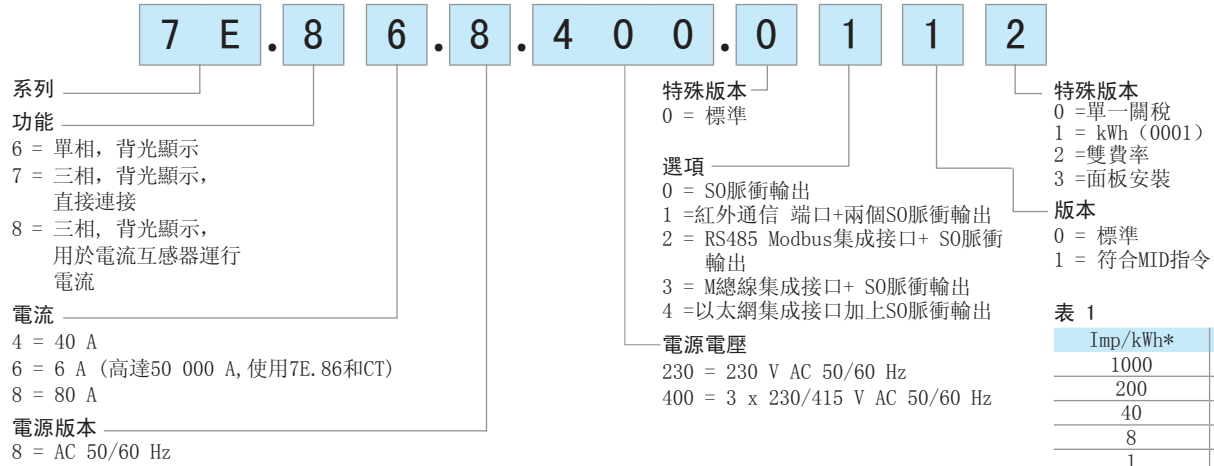 7 E . 8 6 . 8 . 4 0 0 . 0 1 1 2
系列
功能
6 = 單相, 背光顯示
7 = 三相, 背光顯示,
直接連接
8 = 三相, 背光顯示,
用於電流互感器運行
電流
電流
4 = 40 A
6 = 6 A (高達50 000 A,使用7E.86和CT)
8 = 80 A
電源版本
8 = AC 50/60 Hz
特殊版本
0 = 標準
選項
0 = S0脈衝輸出
1 =紅外通信 端口+兩個S0脈衝輸出
2 = RS485 Modbus集成接口+ S0脈衝
輸出
3 = M總線集成接口+ S0脈衝輸出
4 =以太網集成接口加上S0脈衝輸出
電源電壓
230 = 230 V AC 50/60 Hz
400 = 3 x 230/415 V AC 50/60 Hz
特殊版本
0 =單一關稅
1 = kWh (0001)
2 =雙費率
3 =面板安裝
版本
0 = 標準
1 = 符合MID指令
表 1
Imp/kWh*
1000
200
40
8
1